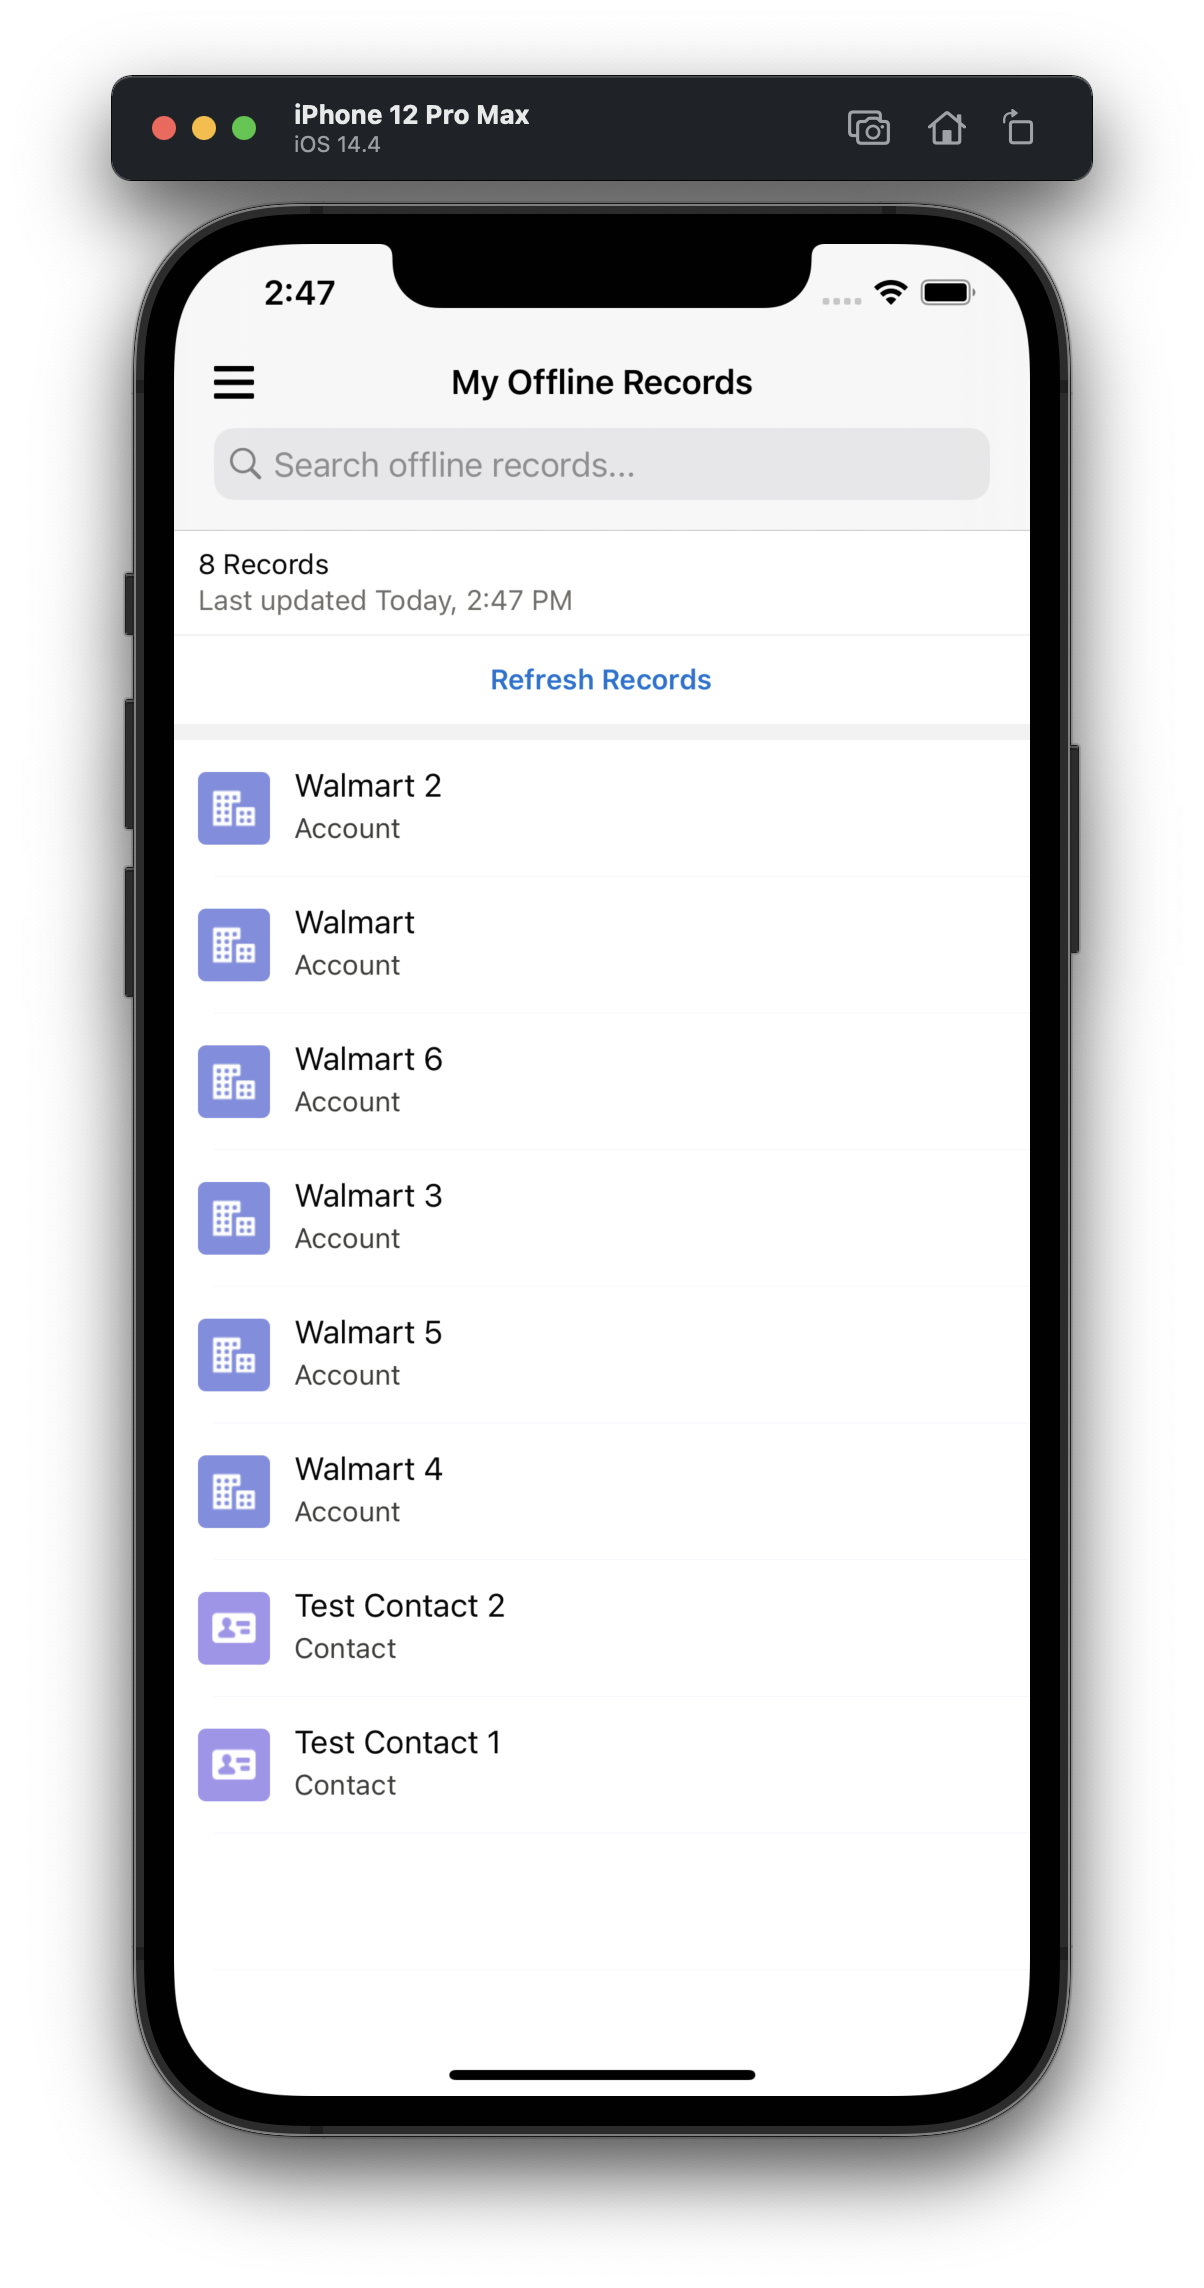 iPhone 12 Pro Max
iOS 14.4
2:47
My Offline Records
Search offline records...
8 Records
Last updated Today, 2:47 PM
Refresh Records
Walmart 2
Account
Walmart
Account
Walmart 6
Account
Walmart 3
Account
Walmart 5
Account
Walmart 4
Account
Test Contact 2
Contact
Test Contact 1
Contact